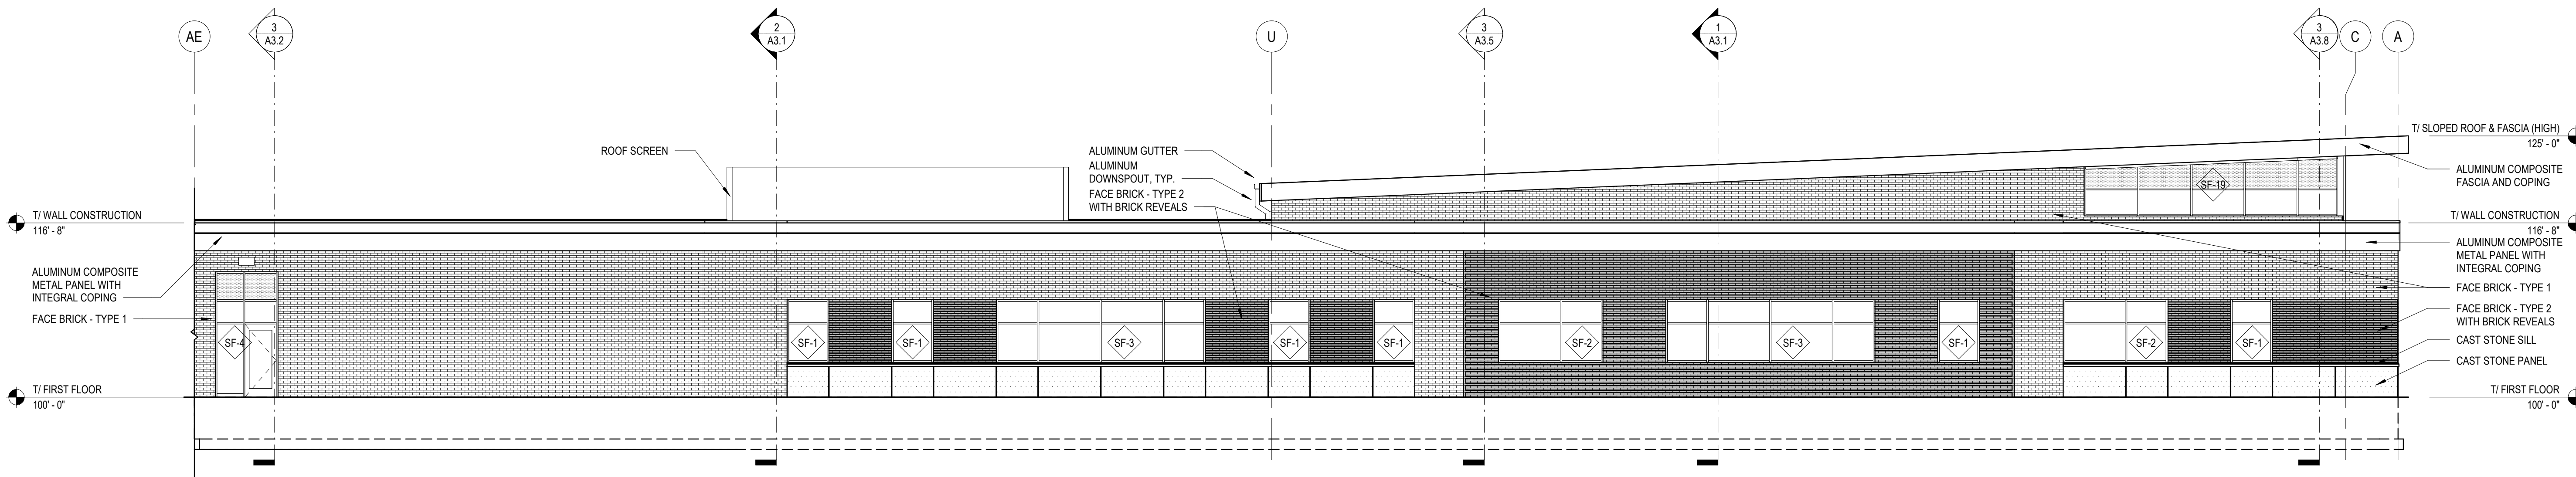 AE
3
A3.2
2
A3.1
U
3
A3.5
1
A3.1
3
A3.8
C
A
T/ SLOPED ROOF & FASCIA (HIGH)
125' - 0"
ROOF SCREEN
ALUMINUM GUTTER
ALUMINUM
DOWNSPOUT, TYP.
FACE BRICK - TYPE 2
WITH BRICK REVEALS
ALUMINUM COMPOSITE
FASCIA AND COPING
SF-19
T/ WALL CONSTRUCTION
116' - 8"
T/ WALL CONSTRUCTION
116' - 8"
ALUMINUM COMPOSITE
METAL PANEL WITH
INTEGRAL COPING
FACE BRICK - TYPE 1
ALUMINUM COMPOSITE
METAL PANEL WITH
INTEGRAL COPING
FACE BRICK - TYPE 1
FACE BRICK - TYPE 2
WITH BRICK REVEALS
CAST STONE SILL
CAST STONE PANEL
SF-4
SF-1
SF-1
SF-3
SF-1
SF-1
SF-2
SF-3
SF-1
SF-2
SF-1
T/ FIRST FLOOR
100' - 0"
T/ FIRST FLOOR
100' - 0"